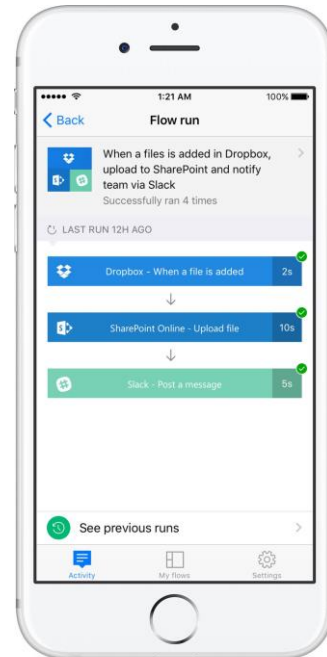 1:21 AM
100%
Back
Flow run
When a files is added in Dropbox,
upload to SharePoint and notify
team via Slack
Successfully ran 4 times
LAST RUN 12H AGO
Dropbox - When a file is added
2s
SharePoint Online - Upload file
10s
Slack - Post a message
5s
See previous runs
Activity
My flows
Settings